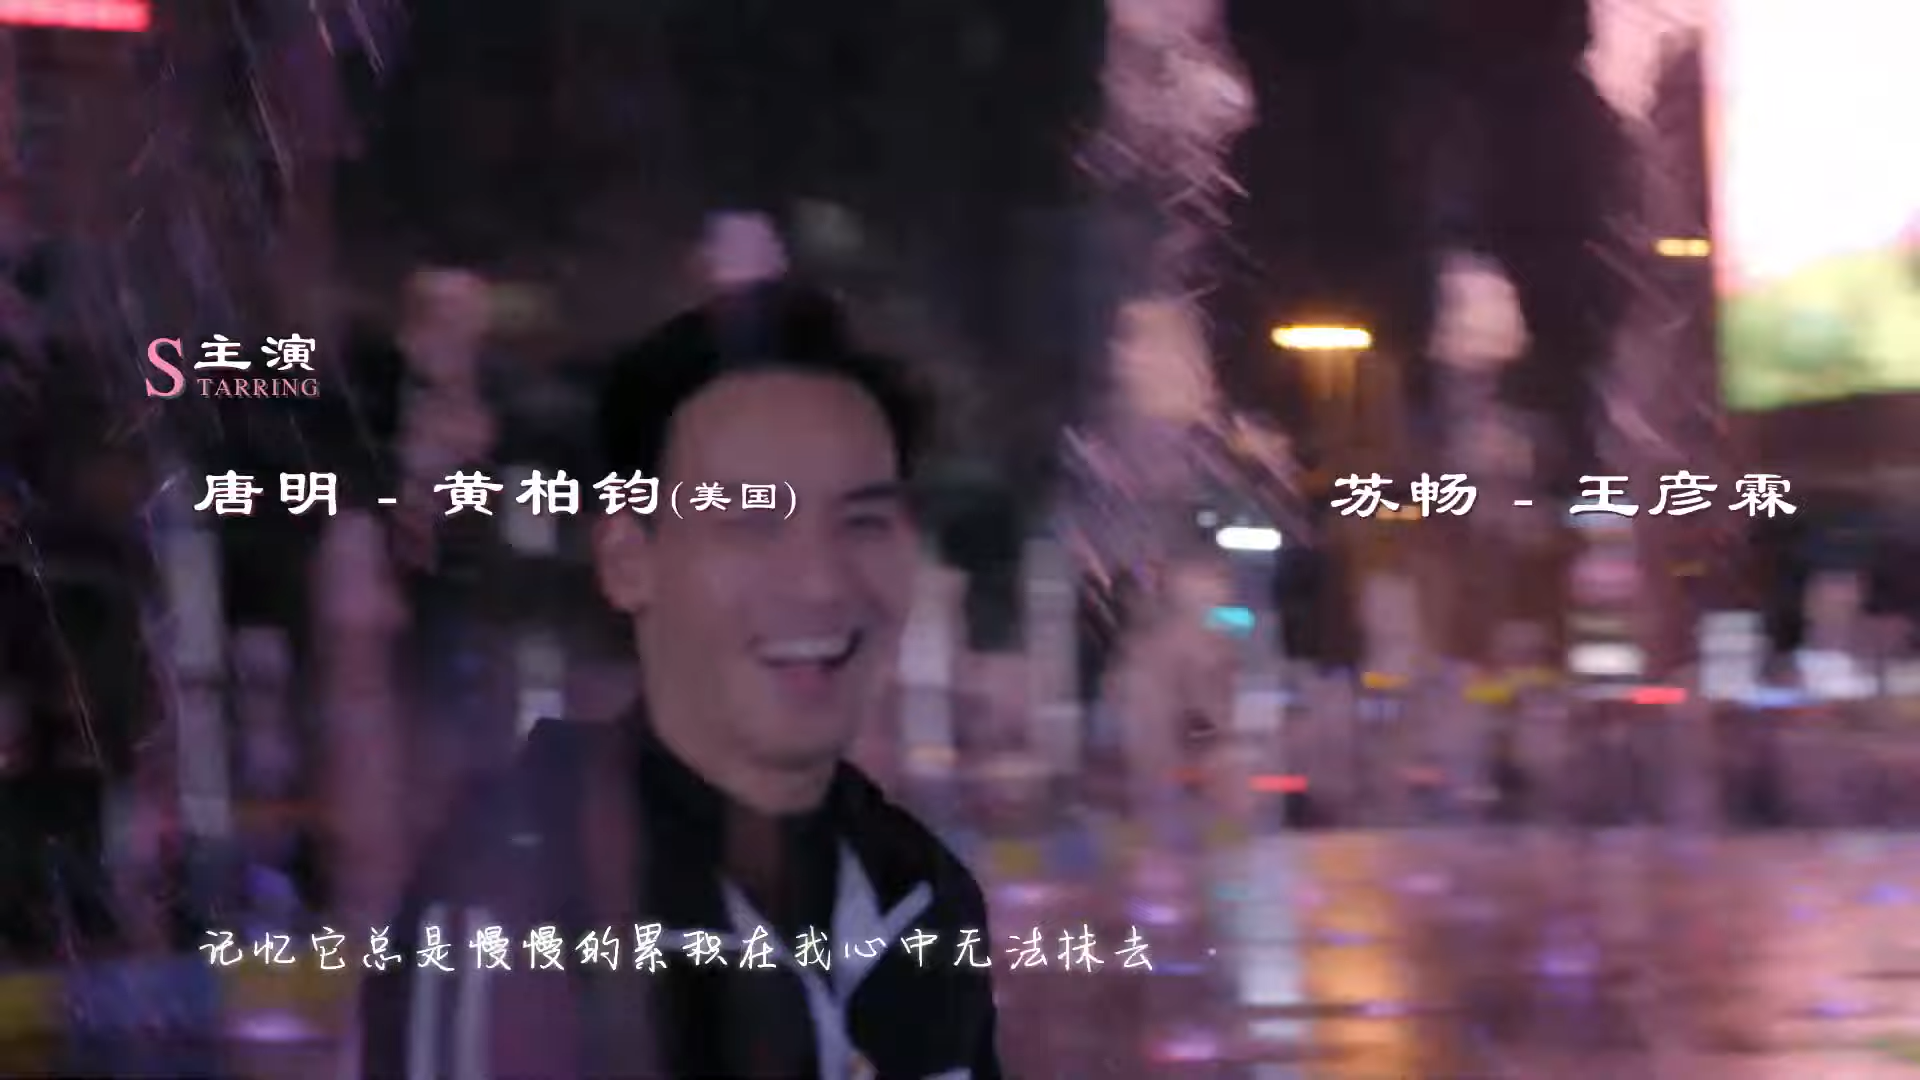 主演
STARRING
唐明 - 黄柏钧(美国) 苏畅 - 王彦霖
记忆它总是慢慢的累积在我心中无法抹去